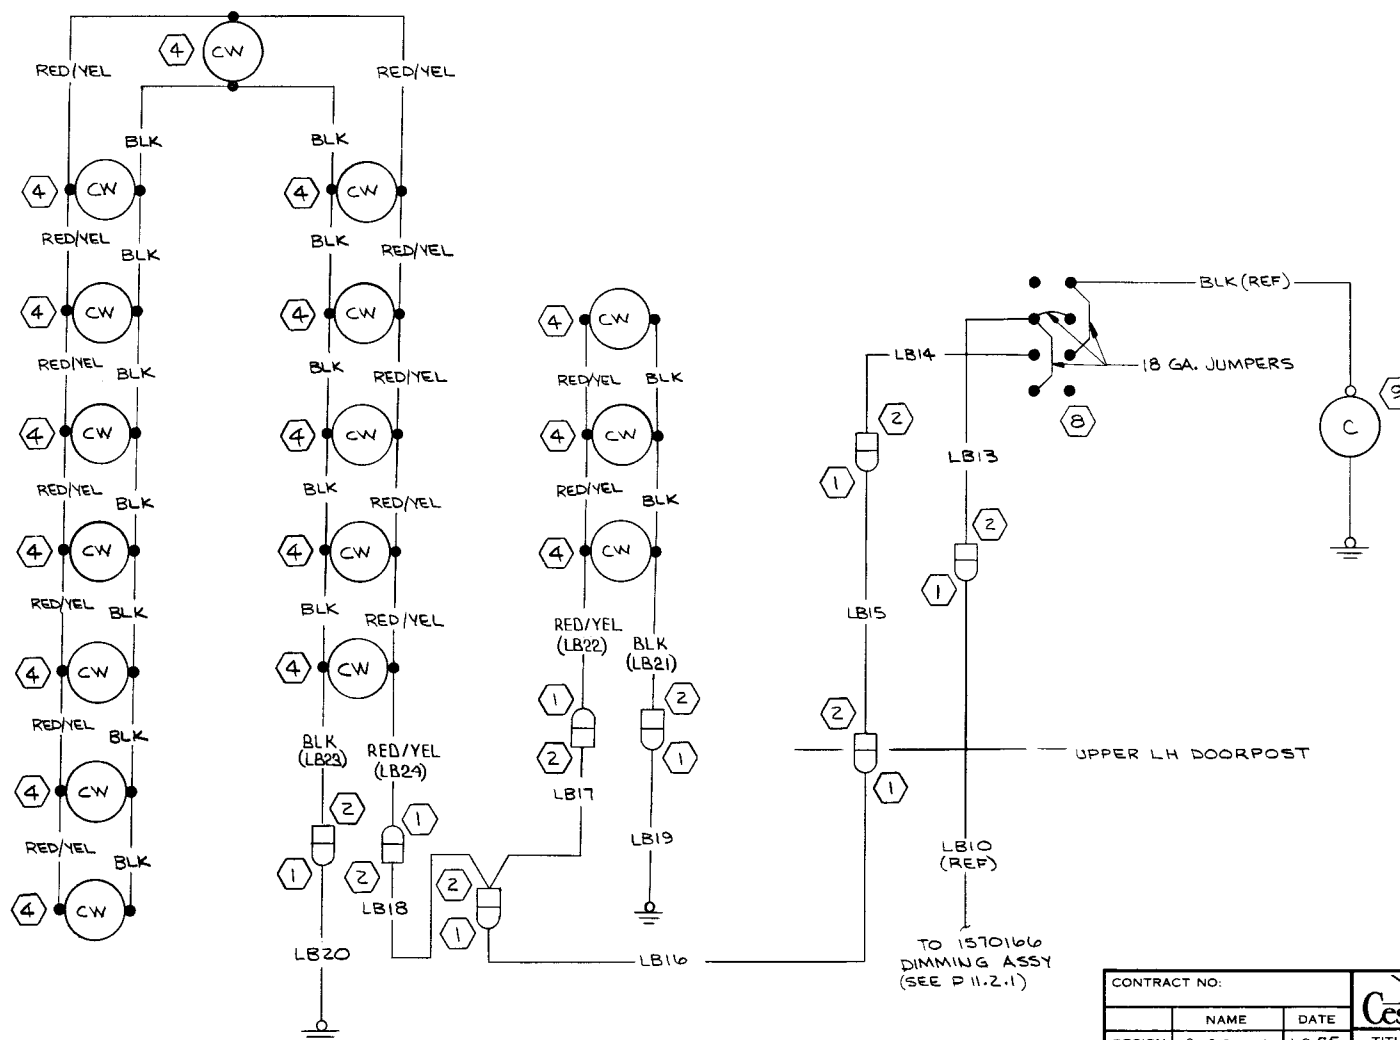 4 CW
RED/YEL RED/YEL
BLK BLK
4 CW 4 CW
RED/YEL BLK BLK RED/YEL
4 CW 4 CW 4 CW
BLK (REF)
RED/YEL BLK BLK RED/YEL RED/YEL BLK
LB14 18 GA. JUMPERS
4 CW 4 CW 4 CW
2 8 C 9
RED/YEL BLK BLK RED/YEL RED/YEL BLK
1 LB13
4 CW 4 CW 4 CW
2
1
RED/YEL BLK BLK RED/YEL
RED/YEL
(LB22)
BLK
(LB21)
LB15
4 CW 4 CW
1 2 2
RED/YEL BLK
BLK
(LB23)
RED/YEL
(LB24)
2 1
UPPER LH DOORPOST
4 CW
LB17 1
2 1
RED/YEL BLK
LB19
LB10
(REF)
1 2 2
4 CW
LB18 1
LB20
LB16
TO 1570166
DIMMING ASSY
(SEE P 11.2.1)
CONTRACT NO:
NAME DATE